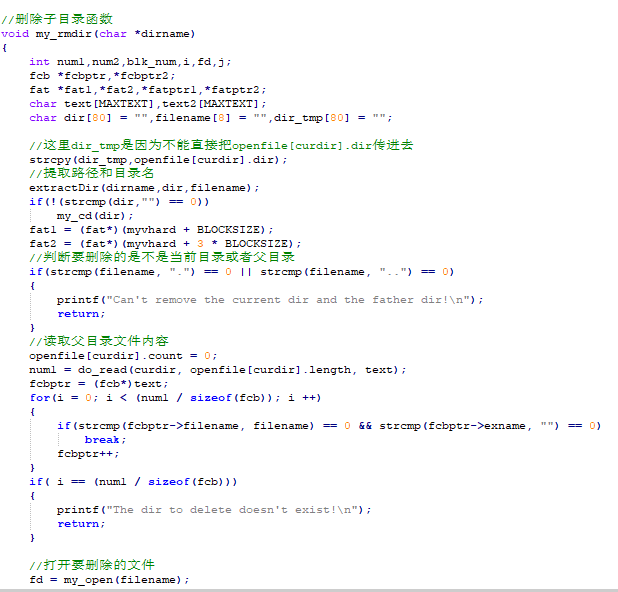 //删除子目录函数
void my_rmdir(char *dirname)
{
    int num1,num2,blk_num,i,fd,j;
    fcb *fcbptr,*fcbptr2;
    fat *fat1,*fat2,*fatptr1,*fatptr2;
    char text[MAXTEXT],text2[MAXTEXT];
    char dir[80] = "",filename[8] = "",dir_tmp[80] = "";

    //这里dir_tmp是因为不能直接把openfile[curdir].dir传进去
    strcpy(dir_tmp,openfile[curdir].dir);
    //提取路径和目录名
    extractDir(dirname,dir,filename);
    if(!(strcmp(dir,"") == 0))
        my_cd(dir);
    fat1 = (fat*)(myvhard + BLOCKSIZE);
    fat2 = (fat*)(myvhard + 3 * BLOCKSIZE);
    //判断要删除的是不是当前目录或者父目录
    if(strcmp(filename, ".") == 0 || strcmp(filename, "..") == 0)
    {
        printf("Can't remove the current dir and the father dir!\n");
        return;
    }
    //读取父目录文件内容
    openfile[curdir].count = 0;
    num1 = do_read(curdir, openfile[curdir].length, text);
    fcbptr = (fcb*)text;
    for(i = 0; i < (num1 / sizeof(fcb)); i ++)
    {
        if(strcmp(fcbptr->filename, filename) == 0 && strcmp(fcbptr->exname, "") == 0)
            break;
        fcbptr++;
    }
    if( i == (num1 / sizeof(fcb)))
    {
        printf("The dir to delete doesn't exist!\n");
        return;
    }

    //打开要删除的文件
    fd = my_open(filename);